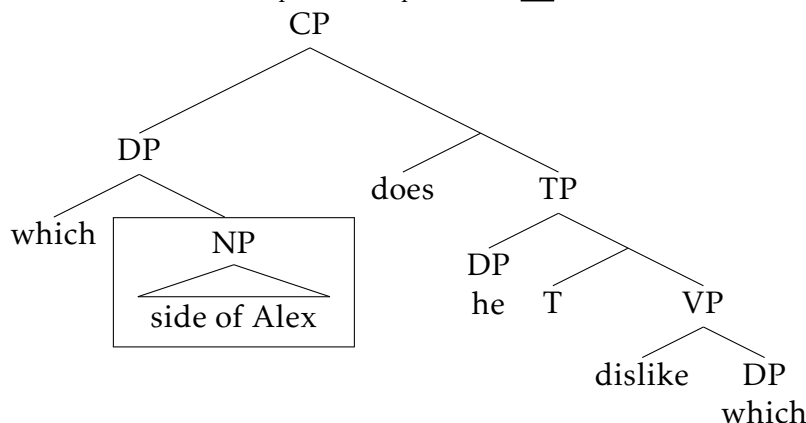 CP
DP
does TP
which NP
DP
side of Alex he T VP
dislike DP
which